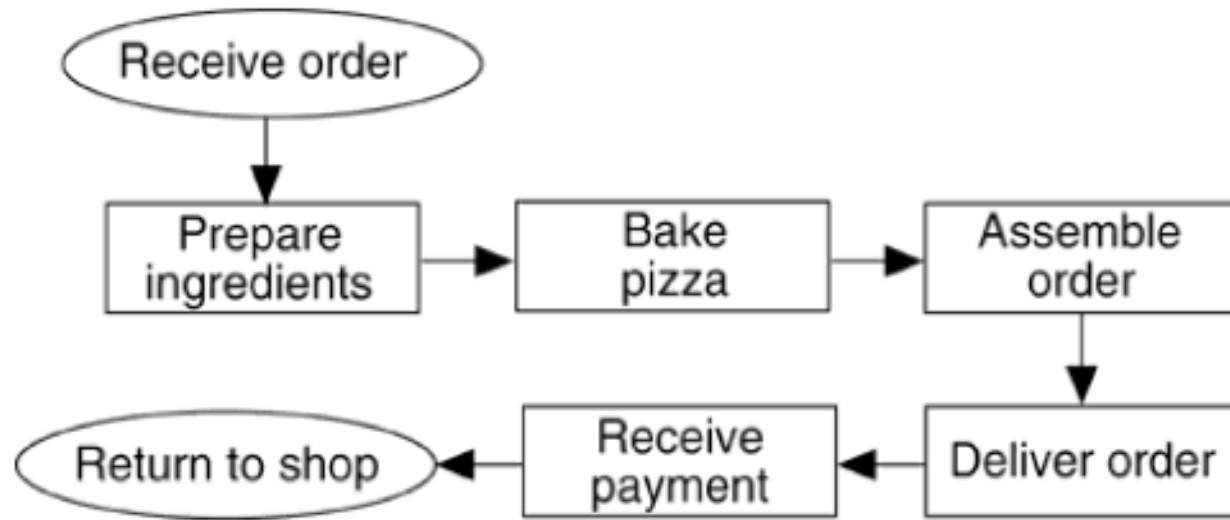 Receive order
Prepare
ingredients
Bake
pizza
Assemble
order
Deliver order
Receive
payment
Return to shop